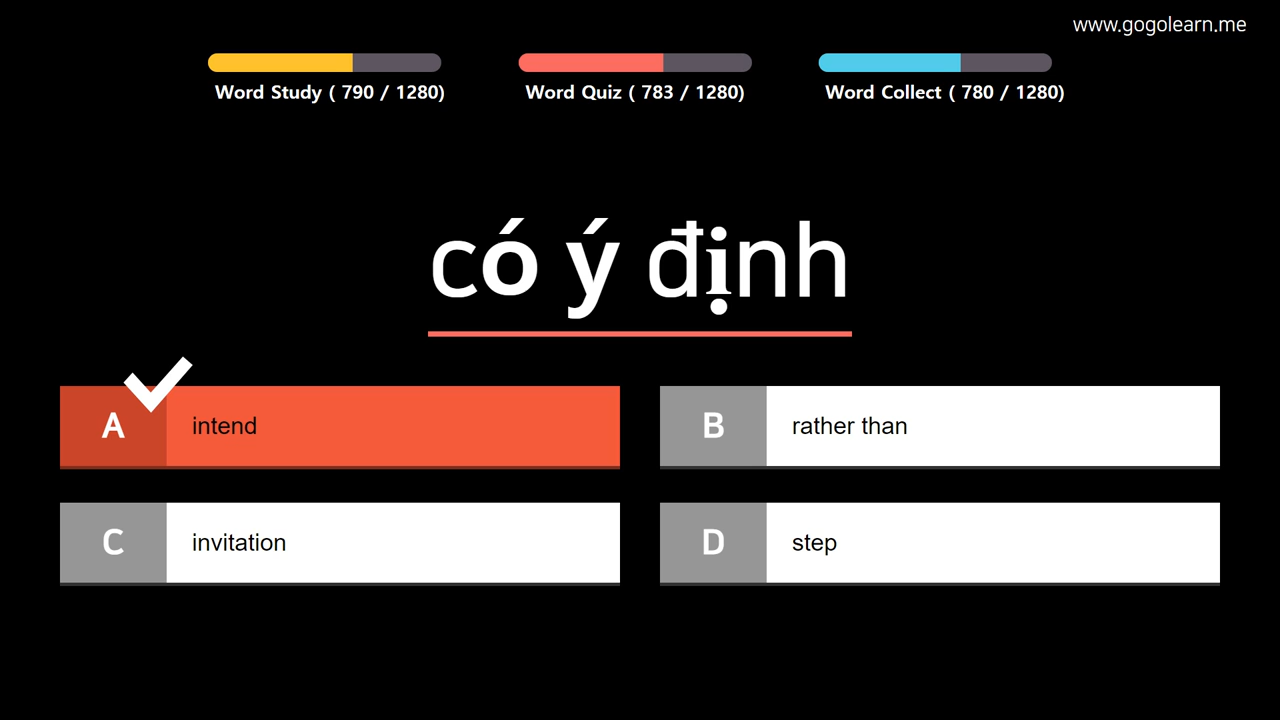 www.gogolearn.me
Word Study ( 790 / 1280)
Word Quiz ( 783 / 1280)
Word Collect ( 780 / 1280)
có ý định
A intend
B rather than
C invitation
D step